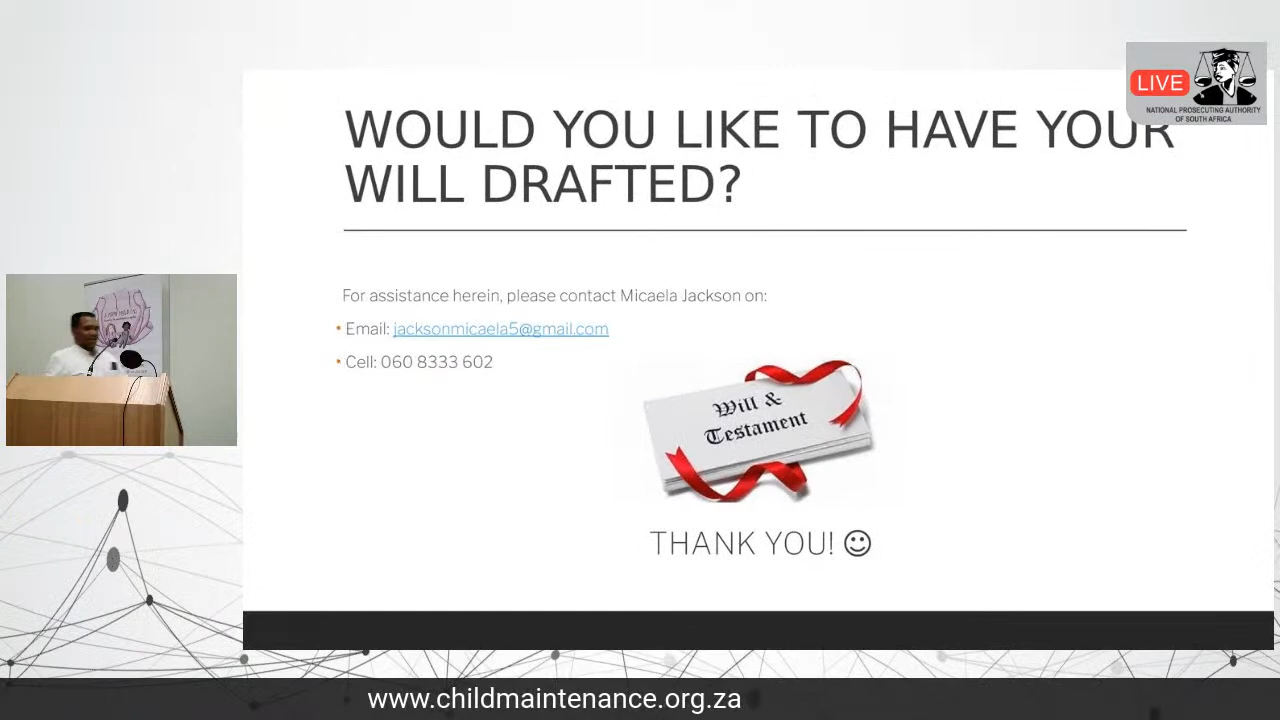 LIVE
NATIONAL PROSECUTING AUTHORITY
OF SOUTH AFRICA
WOULD YOU LIKE TO HAVE YOUR
WILL DRAFTED?
For assistance herein, please contact Micaela Jackson on:
• Email: jacksonmicaela5@gmail.com
• Cell: 060 8333 602
Will &
Testament
THANK YOU! ☺
www.childmaintenance.org.za